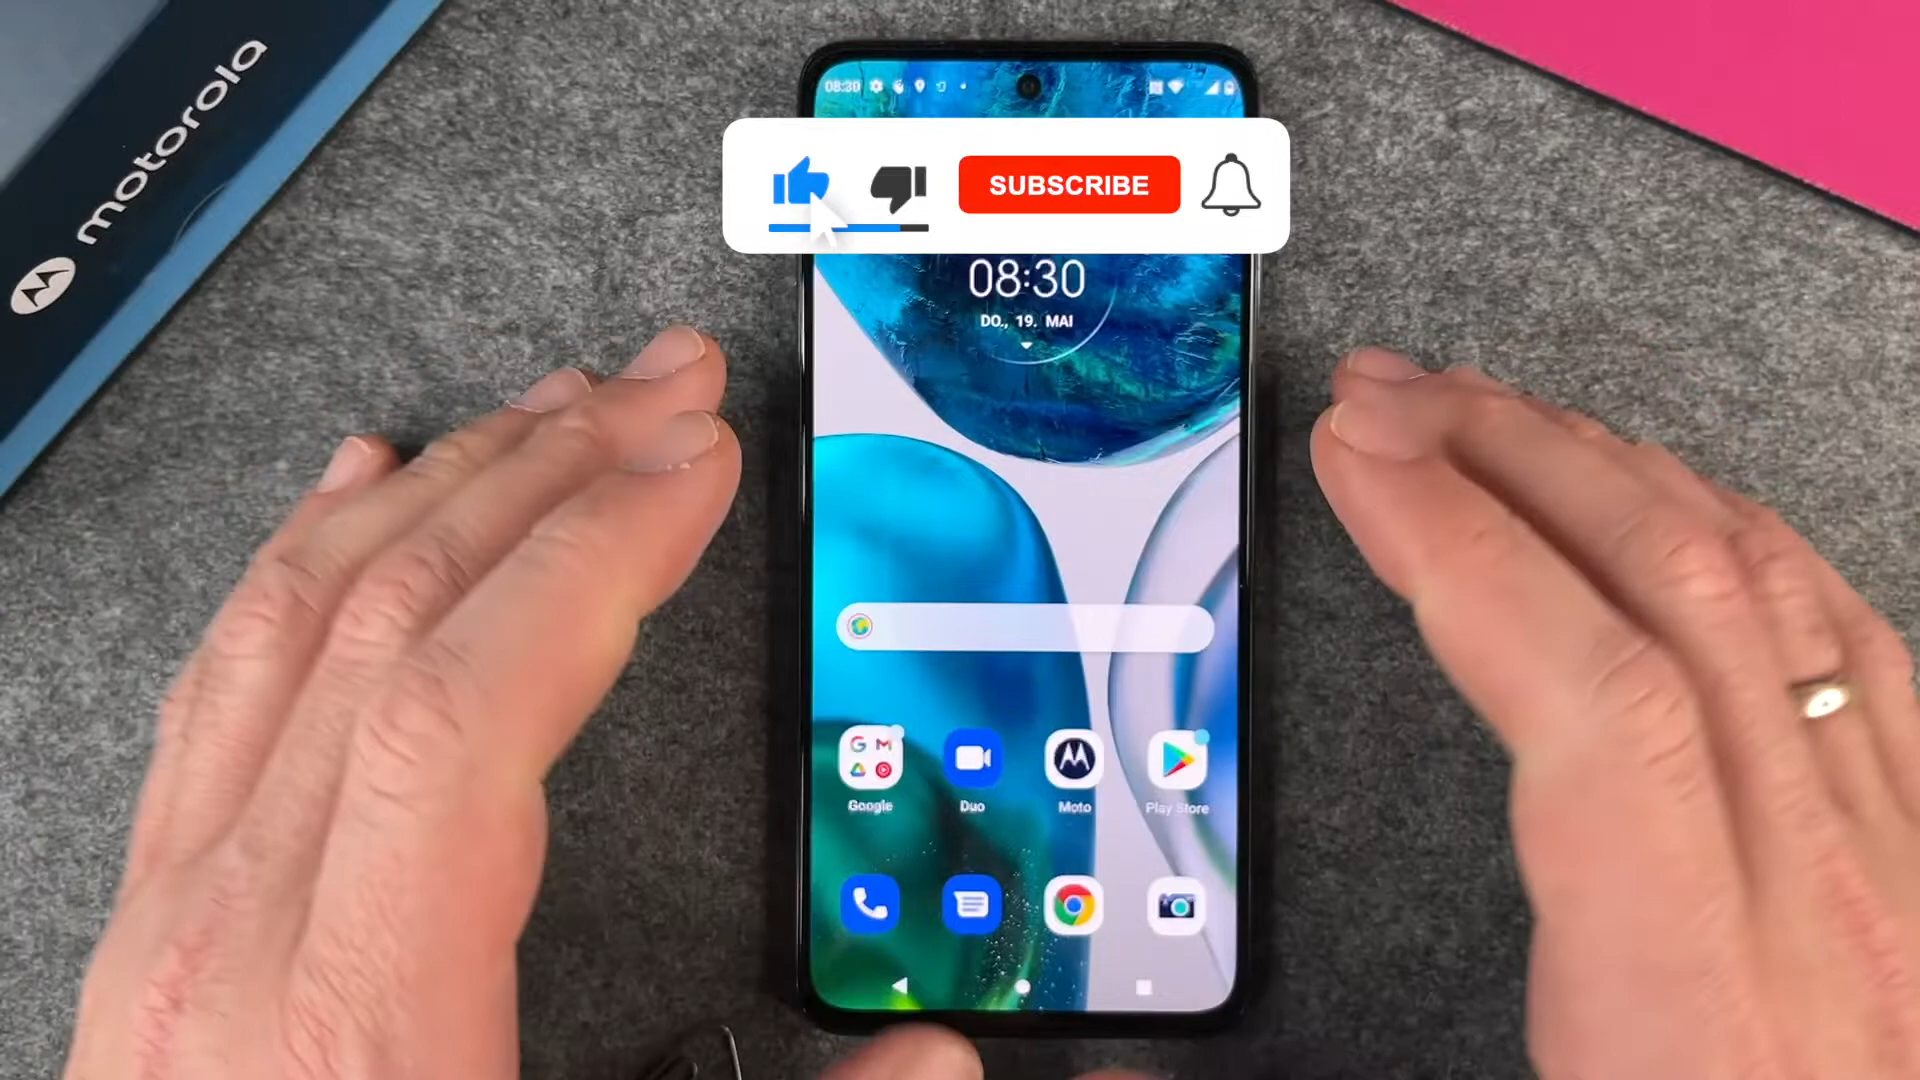 motorola
08:30
SUBSCRIBE
08:30
DO., 19. MAI
Google
Duo
Moto
Play Store